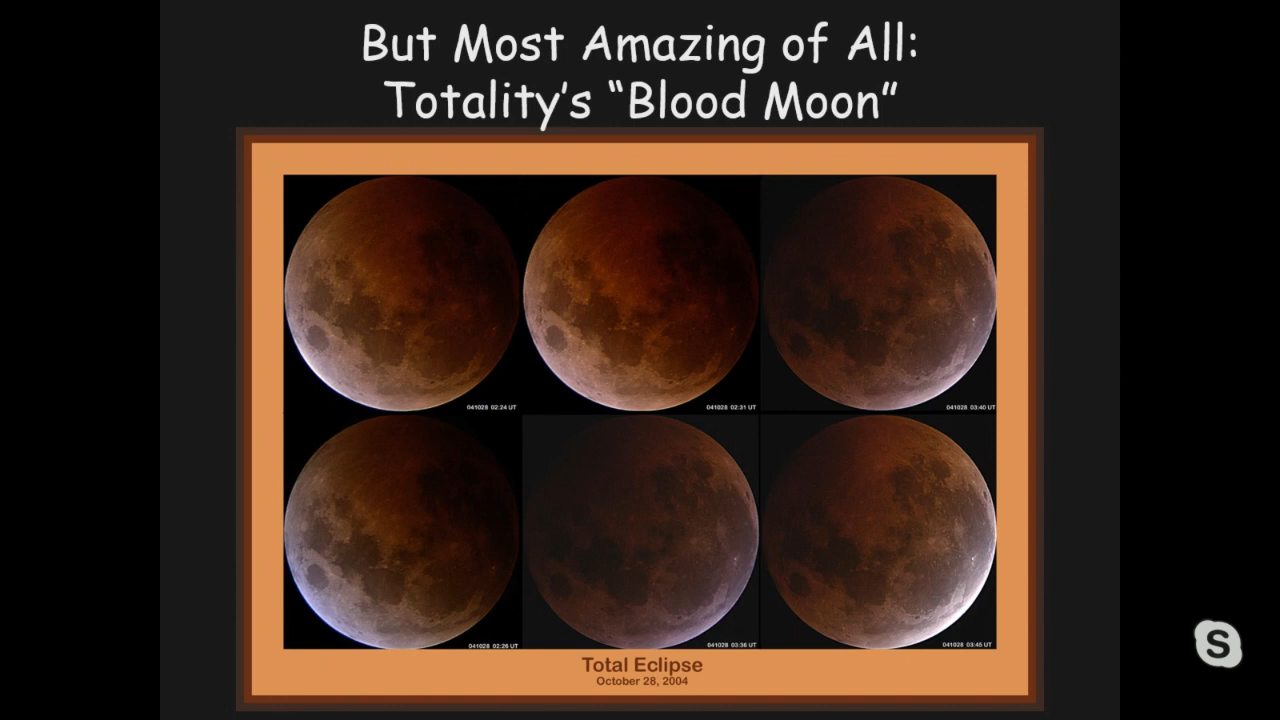 But Most Amazing of All:
Totality's “Blood Moon”
041028 02:24 UT
041028 02:31 UT
041028 03:40 UT
041028 02:26 UT
041028 03:36 UT
041028 03:45 UT
Total Eclipse
October 28, 2004
S